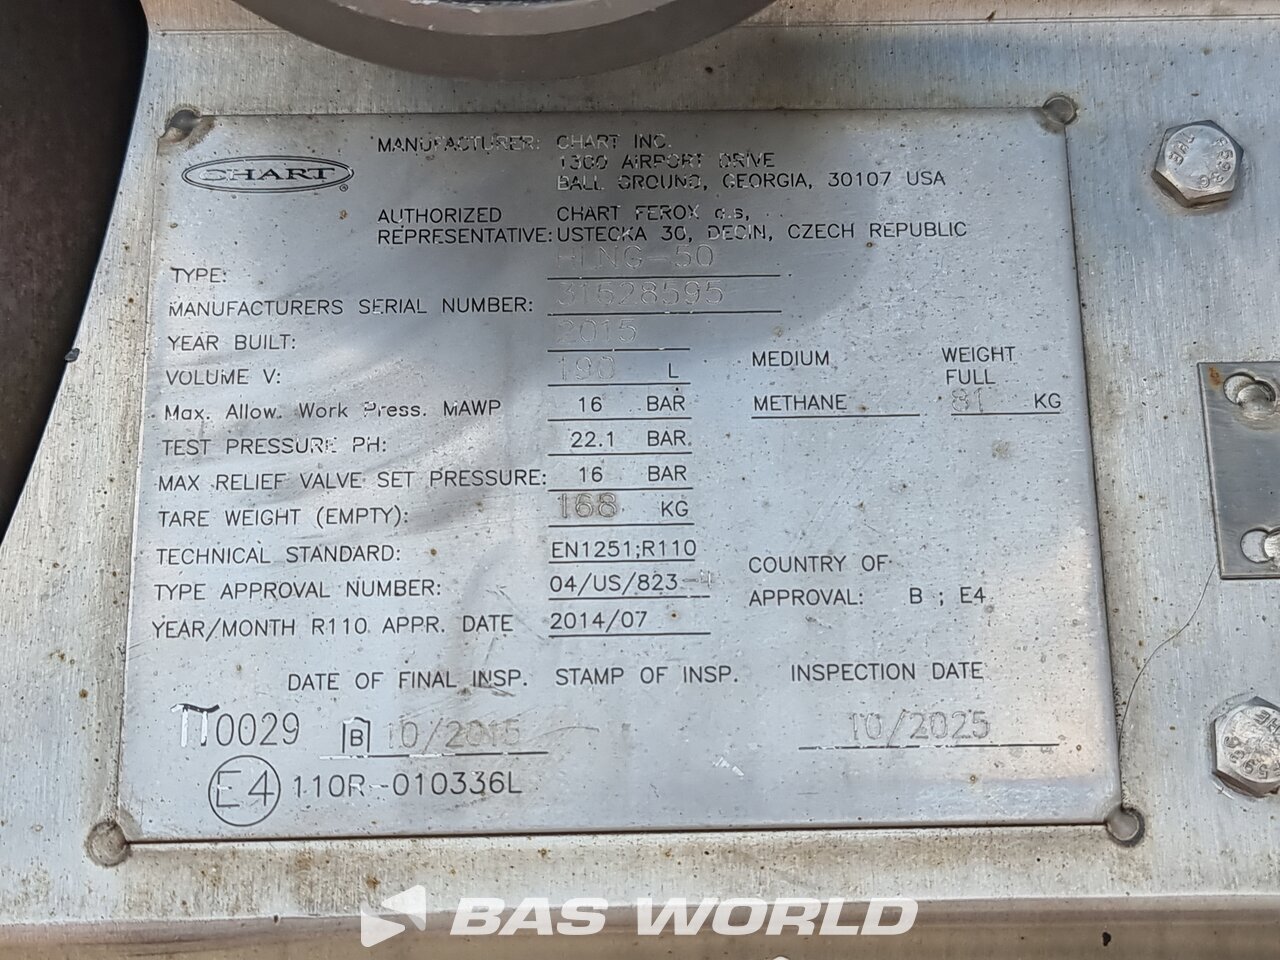 CHART®
MANUFACTURER: CHART INC.
1300 AIRPORT DRIVE
BALL GROUND, GEORGIA, 30107 USA
AUTHORIZED REPRESENTATIVE: CHART FEROX a.s,
USTECKA 30, DECIN, CZECH REPUBLIC
TYPE: HLNG-50
MANUFACTURERS SERIAL NUMBER: 31628595
YEAR BUILT: 2015
VOLUME V: 190 L
MEDIUM
WEIGHT FULL
Max. Allow. Work Press. MAWP 16 BAR
METHANE 81 KG
TEST PRESSURE PH: 22.1 BAR
MAX RELIEF VALVE SET PRESSURE: 16 BAR
TARE WEIGHT (EMPTY): 168 KG
TECHNICAL STANDARD: EN1251;R110
TYPE APPROVAL NUMBER: 04/US/823-4
COUNTRY OF
APPROVAL: B ; E4
YEAR/MONTH R110 APPR. DATE 2014/07
DATE OF FINAL INSP. STAMP OF INSP. INSPECTION DATE
TT0029 B 10/2015 10/2025
E4 110R-010336L
BAS WORLD